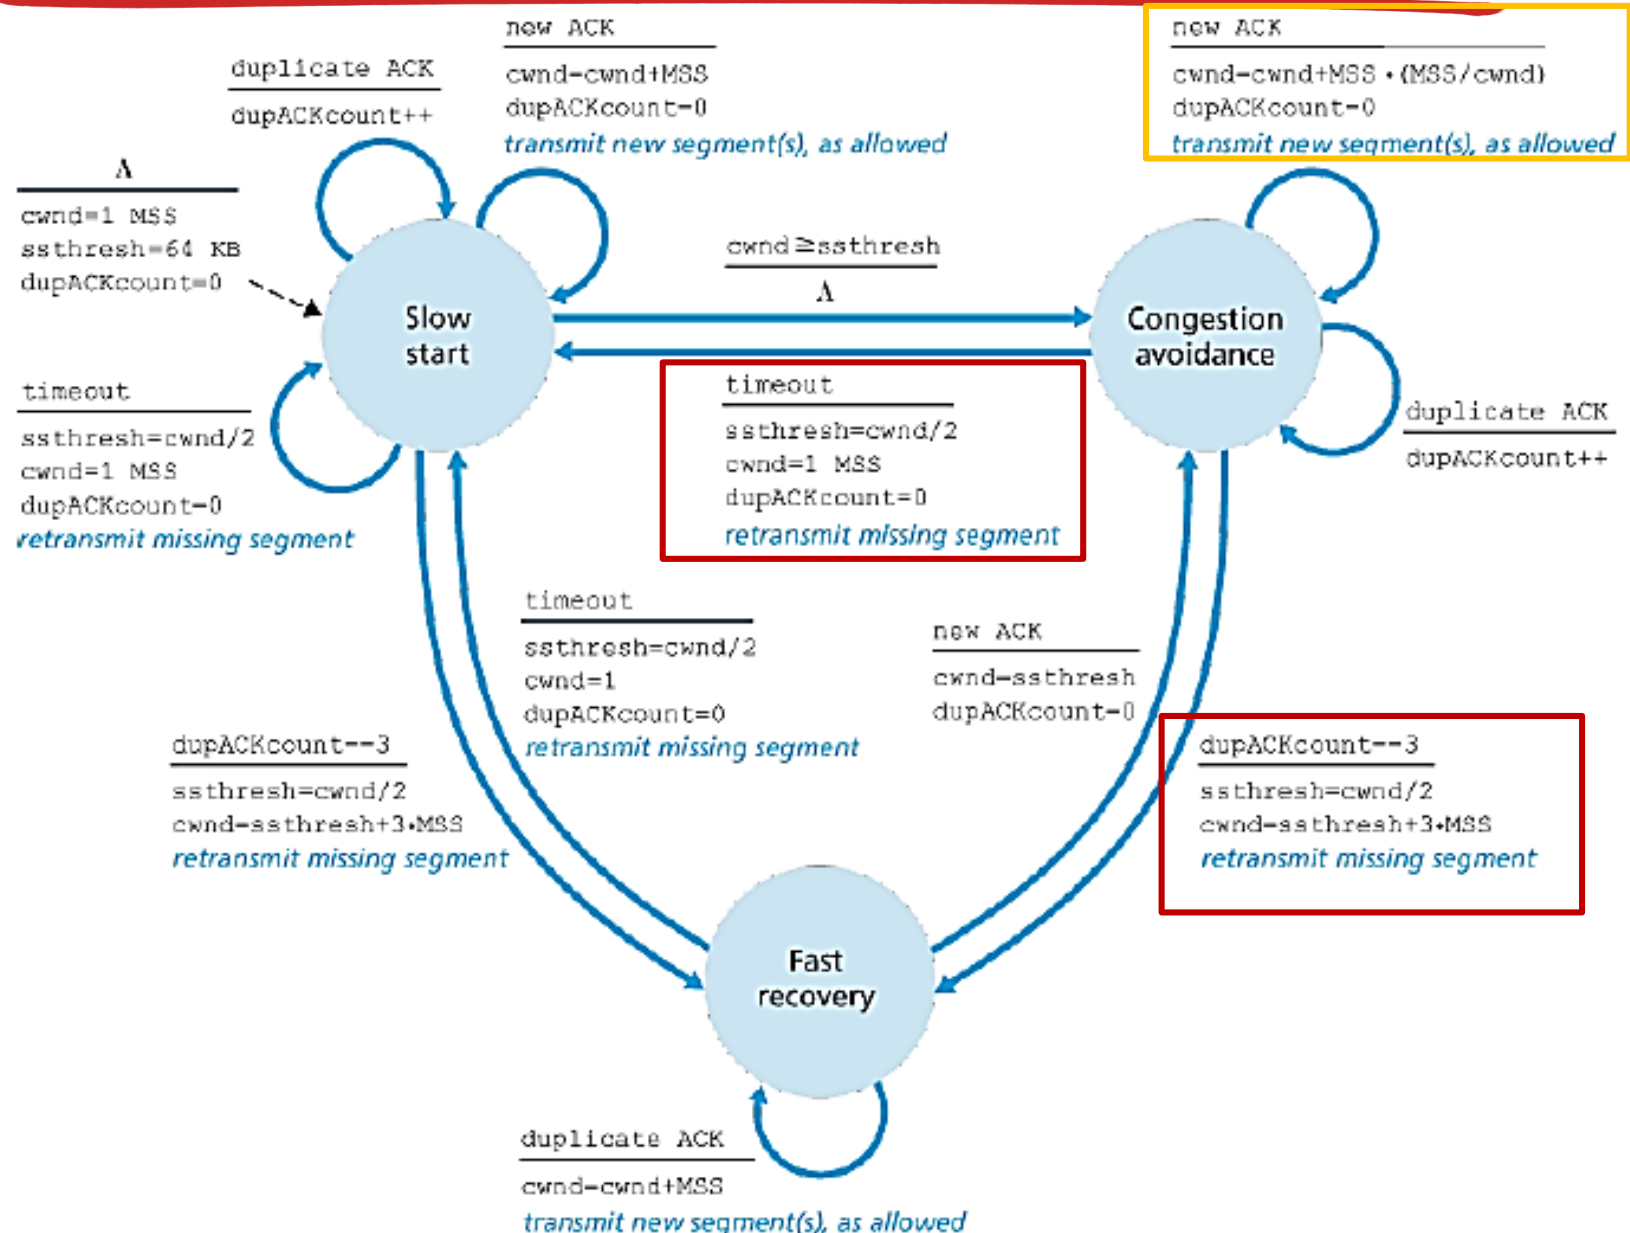 new ACK
cwnd=cwnd+MSS
dupACKcount=0
transmit new segment(s), as allowed
new ACK
cwnd=cwnd+MSS•(MSS/cwnd)
dupACKcount=0
transmit new segment(s), as allowed
duplicate ACK
dupACKcount++
Λ
cwnd=1 MSS
ssthresh=64 KB
dupACKcount=0
cwnd≧ssthresh
Λ
Slow
start
Congestion
avoidance
timeout
ssthresh=cwnd/2
cwnd=1 MSS
dupACKcount=0
retransmit missing segment
timeout
ssthresh=cwnd/2
cwnd=1 MSS
dupACKcount=0
retransmit missing segment
duplicate ACK
dupACKcount++
timeout
ssthresh=cwnd/2
cwnd=1
dupACKcount=0
retransmit missing segment
new ACK
cwnd=ssthresh
dupACKcount=0
dupACKcount==3
ssthresh=cwnd/2
cwnd=ssthresh+3•MSS
retransmit missing segment
dupACKcount==3
ssthresh=cwnd/2
cwnd=ssthresh+3•MSS
retransmit missing segment
Fast
recovery
duplicate ACK
cwnd=cwnd+MSS
transmit new segment(s), as allowed